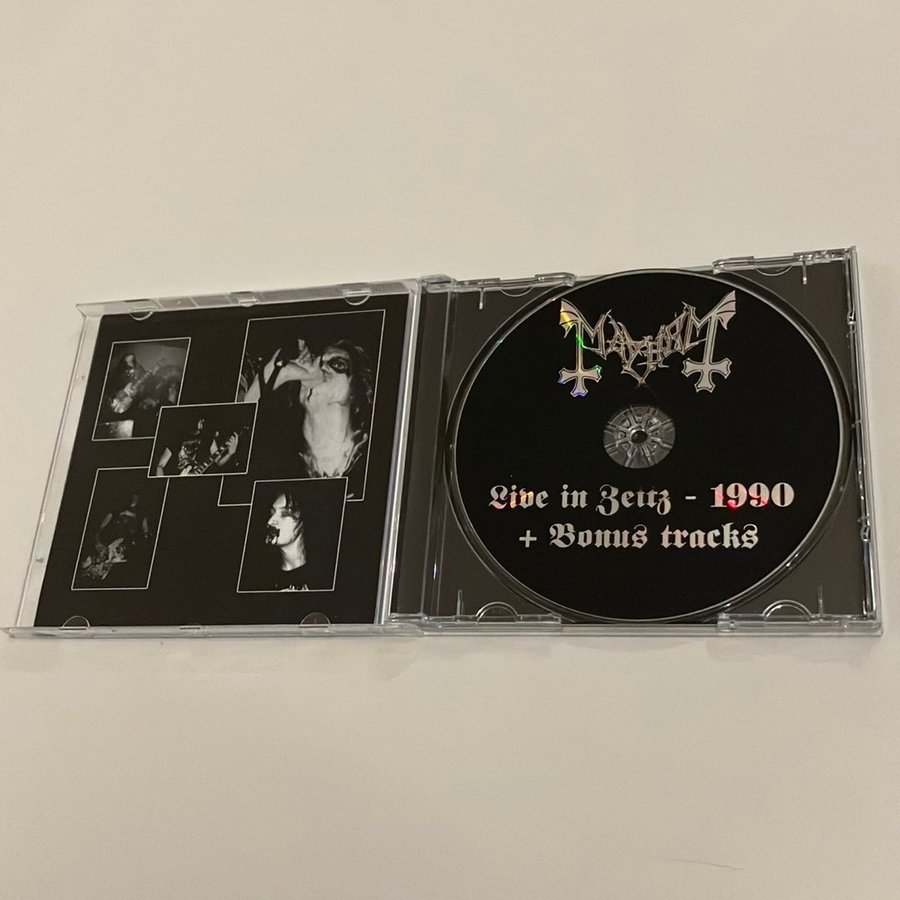 MAYHEM
Live in Zeitz - 1990
+ Bonus tracks